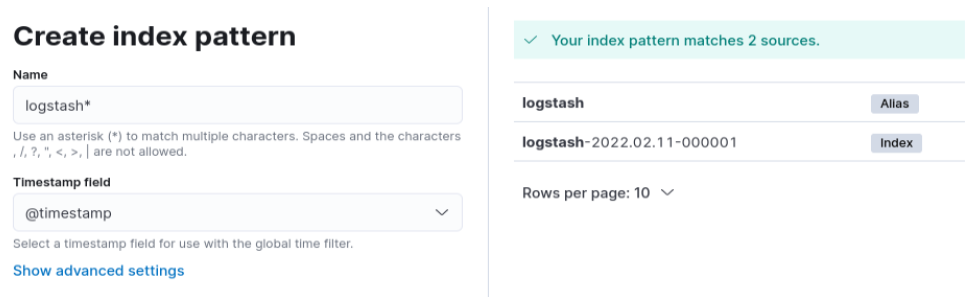 Create index pattern
Name
logstash*
Use an asterisk (*) to match multiple characters. Spaces and the characters
, /, ?, ", <, >, | are not allowed.
Timestamp field
@timestamp
Select a timestamp field for use with the global time filter.
Show advanced settings
Your index pattern matches 2 sources.
logstash Alias
logstash-2022.02.11-000001 Index
Rows per page: 10